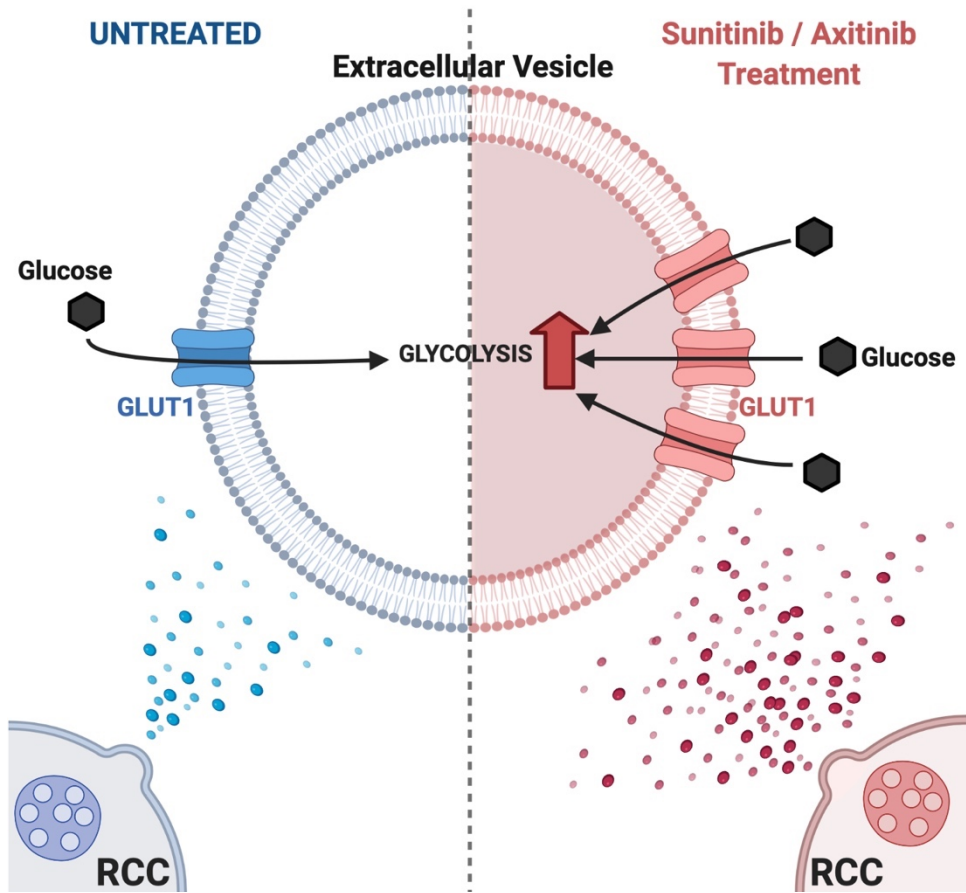 UNTREATED
Sunitinib / Axitinib
Treatment
Extracellular Vesicle
Glucose
GLYCOLYSIS
Glucose
GLUT1
GLUT1
RCC
RCC